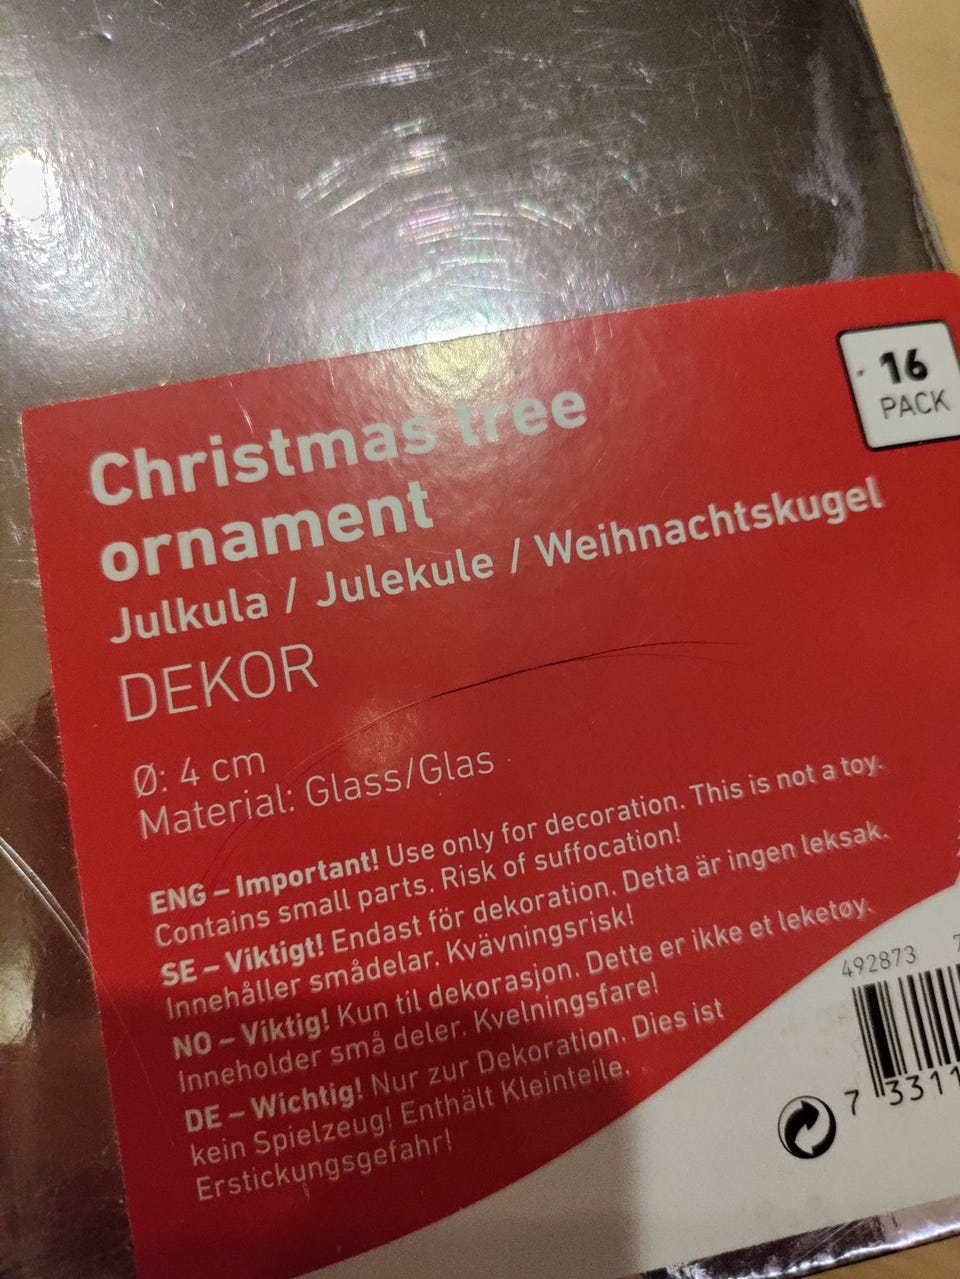 16
PACK
Christmas tree
ornament
Julkula / Julekule / Weihnachtskugel
DEKOR
Ø: 4 cm
Material: Glass/Glas
ENG – Important! Use only for decoration. This is not a toy.
Contains small parts. Risk of suffocation!
SE – Viktigt! Endast för dekoration. Detta är ingen leksak.
Innehåller smådelar. Kvävningsrisk!
NO – Viktig! Kun til dekorasjon. Dette er ikke et leketøy.
Inneholder små deler. Kvelningsfare!
DE – Wichtig! Nur zur Dekoration. Dies ist
kein Spielzeug! Enthält Kleinteile.
Erstickungsgefahr!
492873
7 3311